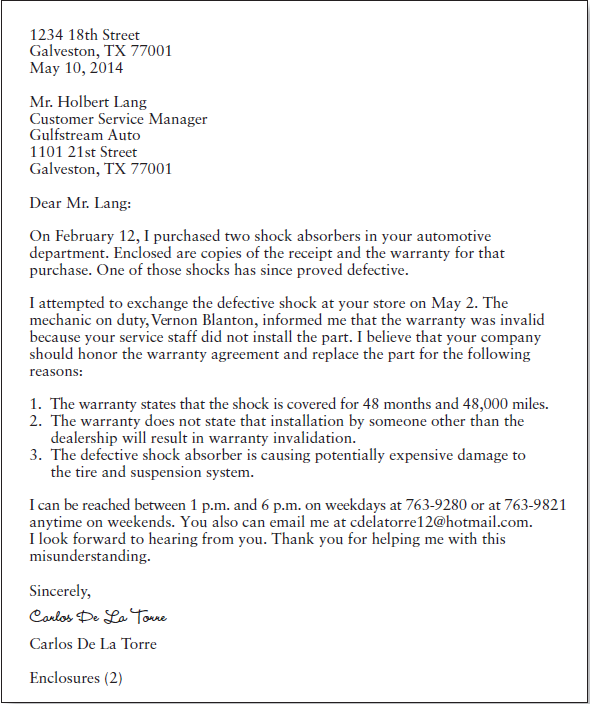 1234 18th Street
Galveston, TX 77001
May 10, 2014
Mr. Holbert Lang
Customer Service Manager
Gulfstream Auto
1101 21st Street
Galveston, TX 77001
Dear Mr. Lang:
On February 12, I purchased two shock absorbers in your automotive
department. Enclosed are copies of the receipt and the warranty for that
purchase. One of those shocks has since proved defective.
I attempted to exchange the defective shock at your store on May 2. The
mechanic on duty, Vernon Blanton, informed me that the warranty was invalid
because your service staff did not install the part. I believe that your company
should honor the warranty agreement and replace the part for the following
reasons:
1. The warranty states that the shock is covered for 48 months and 48,000 miles.
2. The warranty does not state that installation by someone other than the
dealership will result in warranty invalidation.
3. The defective shock absorber is causing potentially expensive damage to
the tire and suspension system.
I can be reached between 1 p.m. and 6 p.m. on weekdays at 763-9280 or at 763-9821
anytime on weekends. You also can email me at cdelatorre12@hotmail.com.
I look forward to hearing from you. Thank you for helping me with this
misunderstanding.
Sincerely,
Carlos De La Torre
Carlos De La Torre
Enclosures (2)